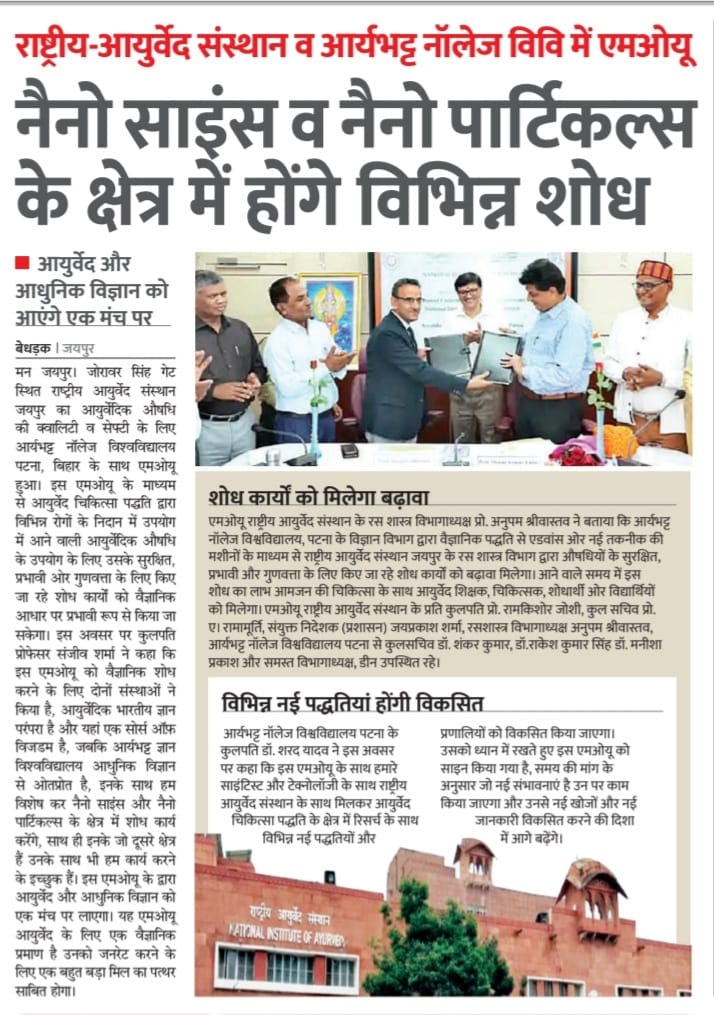 राष्ट्रीय-आयुर्वेद संस्थान व आर्यभट्ट नॉलेज विवि में एमओयू
नैनो साइंस व नैनो पार्टिकल्स
के क्षेत्र में होंगे विभिन्न शोध
आयुर्वेद और
आधुनिक विज्ञान को
आएंगे एक मंच पर
बेधड़क | जयपुर
मन जयपुर। जोरावर सिंह गेट
स्थित राष्ट्रीय आयुर्वेद संस्थान
जयपुर का आयुर्वेदिक औषधि
की क्वालिटी व सेफ्टी के लिए
आर्यभट्ट नॉलेज विश्वविद्यालय
पटना, बिहार के साथ एमओयू
हुआ। इस एमओयू के माध्यम
से आयुर्वेद चिकित्सा पद्धति द्वारा
विभिन्न रोगों के निदान में उपयोग
में आने वाली आयुर्वेदिक औषधि
के उपयोग के लिए उसके सुरक्षित,
प्रभावी ओर गुणवत्ता के लिए किए
जा रहे शोध कार्यों को वैज्ञानिक
आधार पर प्रभावी रूप से किया जा
सकेगा। इस अवसर पर कुलपति
प्रोफेसर संजीव शर्मा ने कहा कि
इस एमओयू को वैज्ञानिक शोध
करने के लिए दोनों संस्थाओं ने
किया है, आयुर्वेदिक भारतीय ज्ञान
परंपरा है और यहां एक सोर्स ऑफ़
विजडम है, जबकि आर्यभट्ट ज्ञान
विश्वविद्यालय आधुनिक विज्ञान
से ओतप्रोत है, इनके साथ हम
विशेष कर नैनो साइंस और नैनो
पार्टिकल्स के क्षेत्र में शोध कार्य
करेंगे, साथ ही इनके जो दूसरे क्षेत्र
हैं उनके साथ भी हम कार्य करने
के इच्छुक हैं। इस एमओयू के द्वारा
आयुर्वेद और आधुनिक विज्ञान को
एक मंच पर लाएगा। यह एमओयू
आयुर्वेद के लिए एक वैज्ञानिक
प्रमाण है उनको जनरेट करने के
लिए एक बहुत बड़ा मिल का पत्थर
साबित होगा।
शोध कार्यों को मिलेगा बढ़ावा
एमओयू राष्ट्रीय आयुर्वेद संस्थान के रस शास्त्र विभागाध्यक्ष प्रो. अनुपम श्रीवास्तव ने बताया कि आर्यभट्ट
नॉलेज विश्वविद्यालय, पटना के विज्ञान विभाग द्वारा वैज्ञानिक पद्धति से एडवांस ओर नई तकनीक की
मशीनों के माध्यम से राष्ट्रीय आयुर्वेद संस्थान जयपुर के रस शास्त्र विभाग द्वारा औषधियों के सुरक्षित,
प्रभावी और गुणवत्ता के लिए किए जा रहे शोध कार्यों को बढ़ावा मिलेगा। आने वाले समय में इस
शोध का लाभ आमजन की चिकित्सा के साथ आयुर्वेद शिक्षक, चिकित्सक, शोधार्थी ओर विद्यार्थियों
को मिलेगा। एमओयू राष्ट्रीय आयुर्वेद संस्थान के प्रति कुलपति प्रो. रामकिशोर जोशी, कुल सचिव प्रो.
ए। रामामूर्ति, संयुक्त निदेशक (प्रशासन) जयप्रकाश शर्मा, रसशास्त्र विभागाध्यक्ष अनुपम श्रीवास्तव,
आर्यभट्ट नॉलेज विश्वविद्यालय पटना से कुलसचिव डॉ. शंकर कुमार, डॉ.राकेश कुमार सिंह डॉ. मनीशा
प्रकाश और समस्त विभागाध्यक्ष, डीन उपस्थित रहे।
विभिन्न नई पद्धतियां होंगी विकसित
आर्यभट्ट नॉलेज विश्वविद्यालय पटना के
कुलपति डॉ. शरद यादव ने इस अवसर
पर कहा कि इस एमओयू के साथ हमारे
साइंटिस्ट और टेक्नोलॉजी के साथ राष्ट्रीय
आयुर्वेद संस्थान के साथ मिलकर आयुर्वेद
चिकित्सा पद्धति के क्षेत्र में रिसर्च के साथ
विभिन्न नई पद्धतियों और
प्रणालियों को विकसित किया जाएगा।
उसको ध्यान में रखते हुए इस एमओयू को
साइन किया गया है, समय की मांग के
अनुसार जो नई संभावनाएं है उन पर काम
किया जाएगा और उनसे नई खोजों और नई
जानकारी विकसित करने की दिशा
में आगे बढ़ेंगे।
राष्ट्रीय आयुर्वेद संस्थान
NATIONAL INSTITUTE OF AYURVEDA